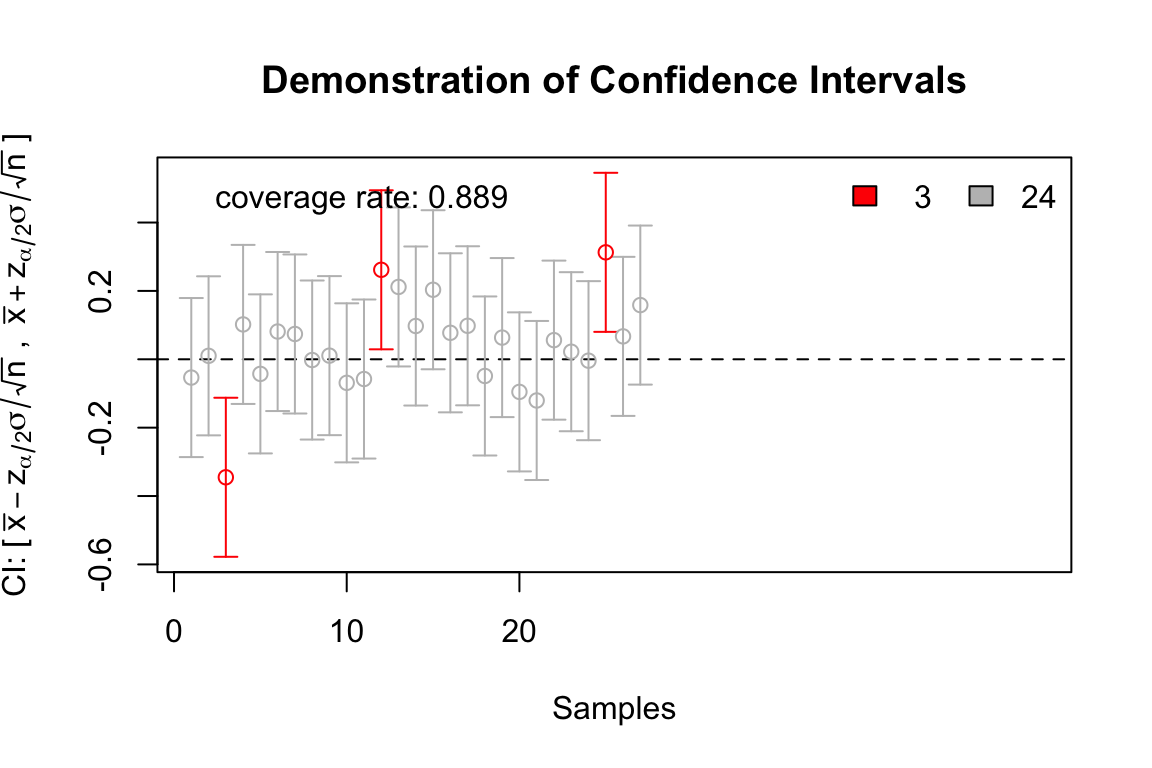 Demonstration of Confidence Intervals
coverage rate: 0.889
3
24
CI: [ x̅ − zα/2σ/√n , x̅ + zα/2σ/√n ]
0.2
-0.2
-0.6
0 10 20
Samples